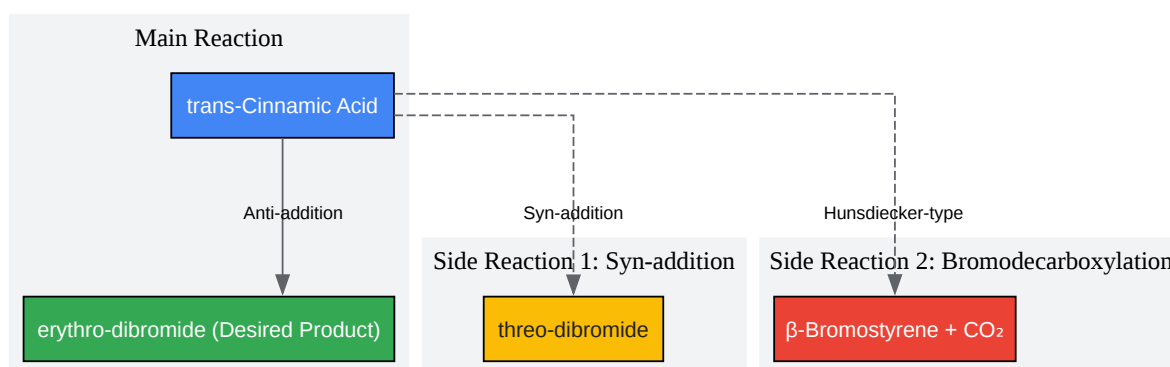 Main Reaction
trans-Cinnamic Acid
Anti-addition
Syn-addition
Hunsdiecker-type
Side Reaction 1: Syn-addition
Side Reaction 2: Bromodecarboxylation
erythro-dibromide (Desired Product)
threo-dibromide
β-Bromostyrene + CO₂